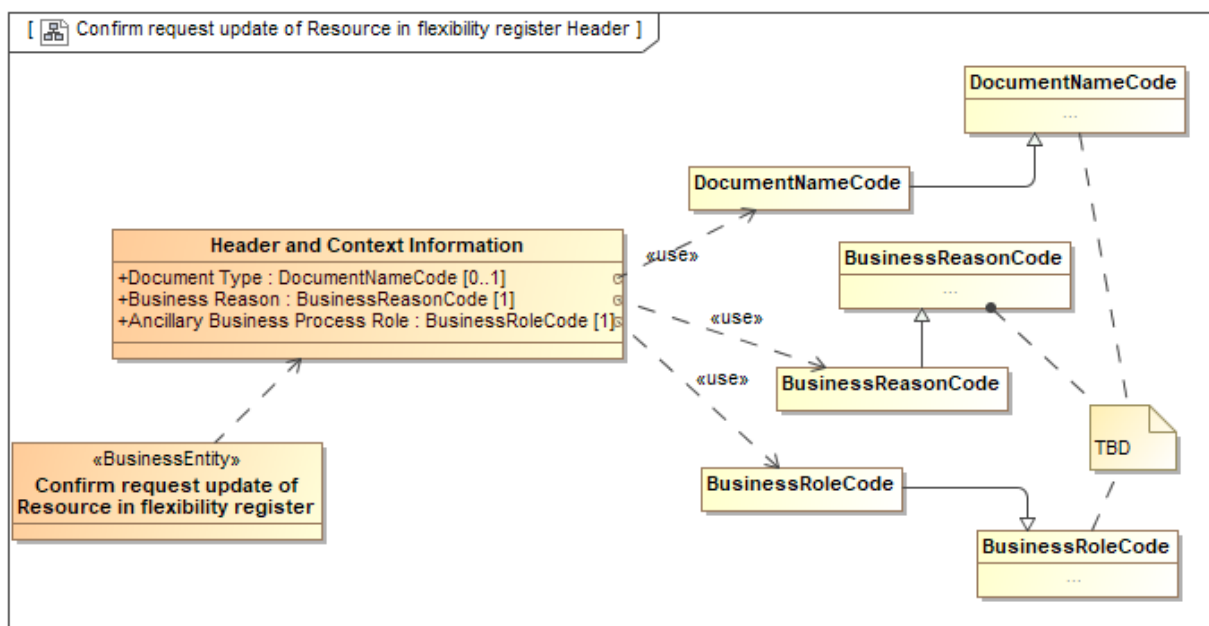 [ Confirm request update of Resource in flexibility register Header ]
DocumentNameCode
...
DocumentNameCode
Header and Context Information
+Document Type : DocumentNameCode [0..1]
+Business Reason : BusinessReasonCode [1]
+Ancillary Business Process Role : BusinessRoleCode [1]
«use»
BusinessReasonCode
...
«use»
BusinessReasonCode
«use»
TBD
«BusinessEntity»
Confirm request update of
Resource in flexibility register
BusinessRoleCode
BusinessRoleCode
...